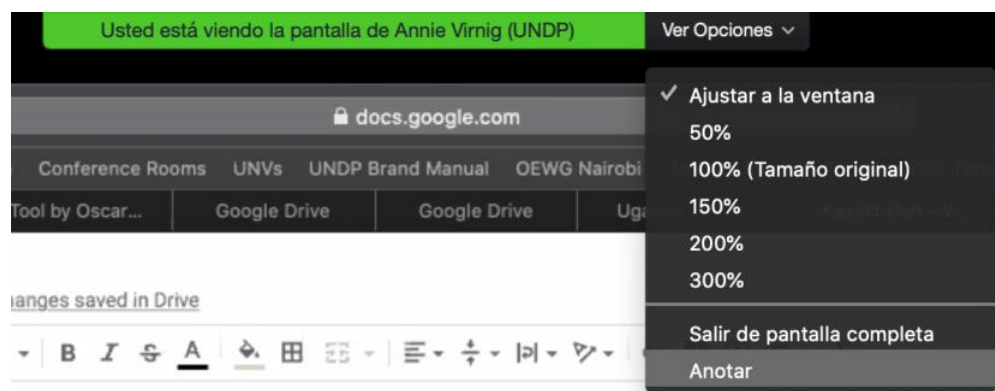 Usted está viendo la pantalla de Annie Virnig (UNDP)
Ver Opciones
Ajustar a la ventana
50%
100% (Tamaño original)
150%
200%
300%
Salir de pantalla completa
Anotar
docs.google.com
Conference Rooms UNVs UNDP Brand Manual OEWG Nairobi
Tool by Oscar... Google Drive Google Drive
anges saved in Drive
B I S A